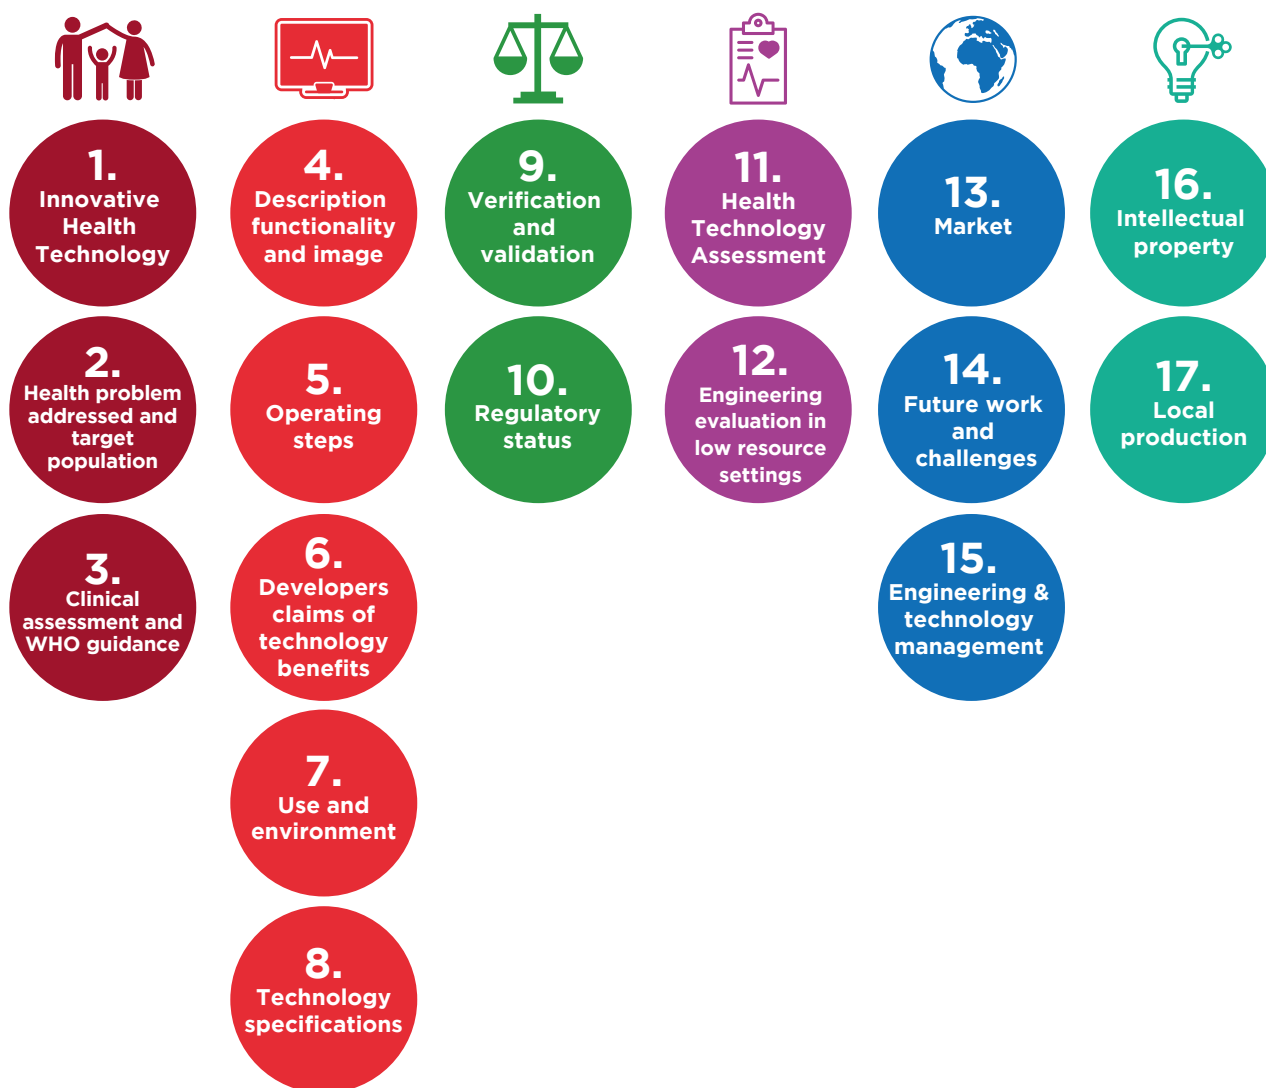 1.
Innovative
Health
Technology
2.
Health problem
addressed and
target
population
3.
Clinical
assessment and
WHO guidance
4.
Description
functionality
and image
5.
Operating
steps
6.
Developers
claims of
technology
benefits
7.
Use and
environment
8.
Technology
specifications
9.
Verification
and
validation
10.
Regulatory
status
11.
Health
Technology
Assessment
12.
Engineering
evaluation in
low resource
settings
13.
Market
14.
Future work
and
challenges
15.
Engineering &
technology
management
16.
Intellectual
property
17.
Local
production